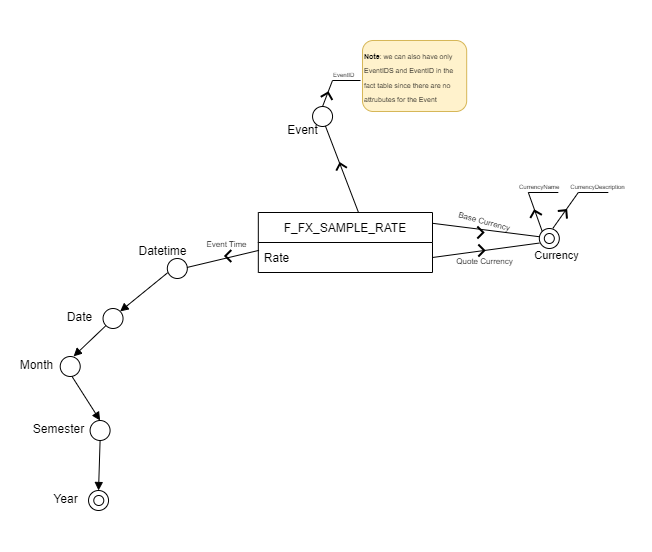 Note: we can also have only
EventIDS and EventID in the
fact table since there are no
attrubutes for the Event
EventID
Event
CurrencyName
CurrencyDescription
F_FX_SAMPLE_RATE
Base Currency
Rate
Quote Currency
Currency
Event Time
Datetime
Date
Month
Semester
Year